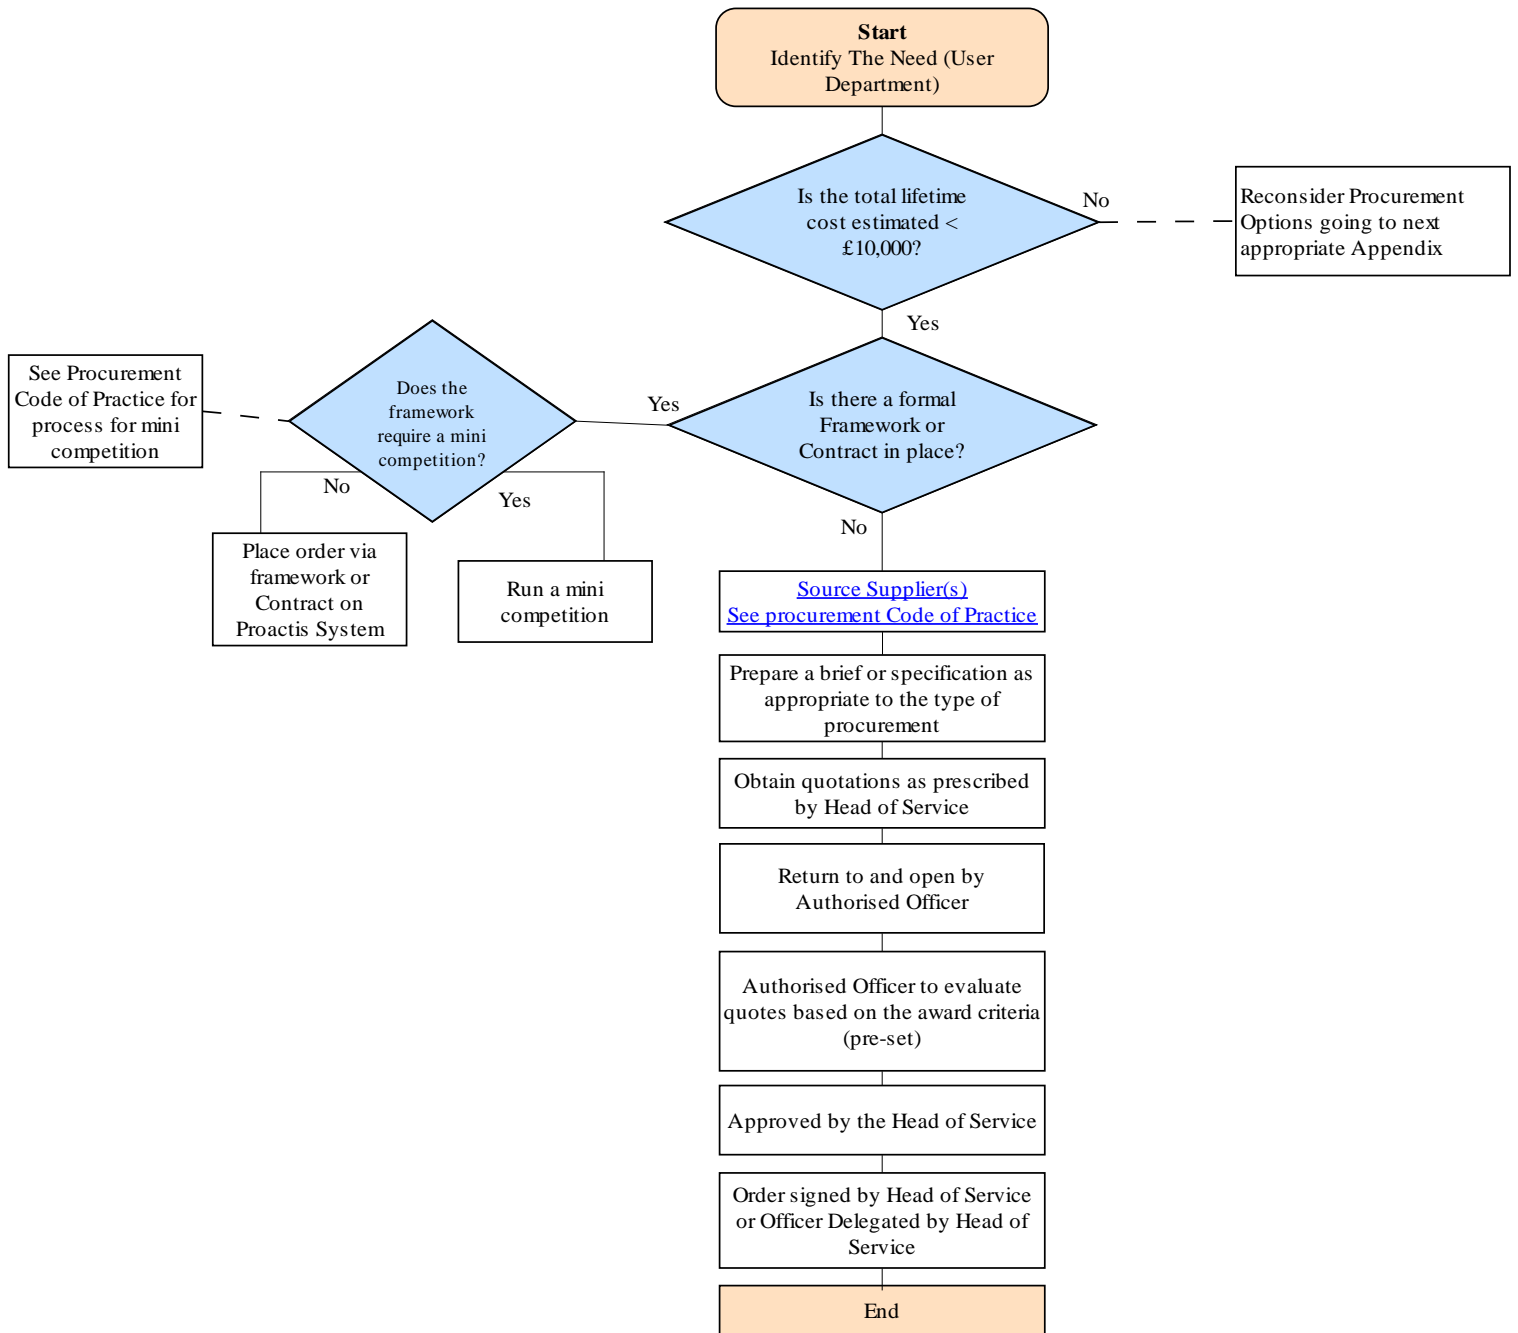 Start
Identify The Need (User
Department)
Is the total lifetime
cost estimated <
£10,000?
No
Reconsider Procurement
Options going to next
appropriate Appendix
Yes
Is there a formal
Framework or
Contract in place?
Yes
Does the
framework
require a mini
competition?
See Procurement
Code of Practice for
process for mini
competition
No
Yes
Place order via
framework or
Contract on
Proactis System
Run a mini
competition
No
Source Supplier(s)
See procurement Code of Practice
Prepare a brief or specification as
appropriate to the type of
procurement
Obtain quotations as prescribed
by Head of Service
Return to and open by
Authorised Officer
Authorised Officer to evaluate
quotes based on the award criteria
(pre-set)
Approved by the Head of Service
Order signed by Head of Service
or Officer Delegated by Head of
Service
End